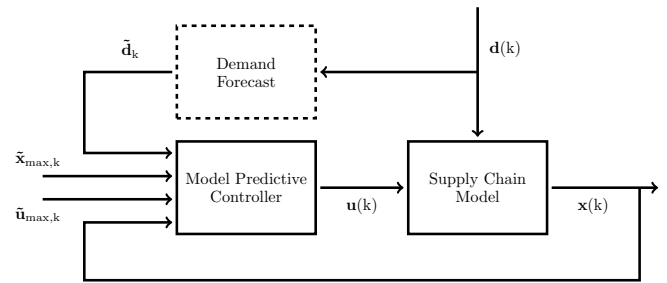 d̃k
Demand
Forecast
d(k)
x̃max,k
ũmax,k
Model Predictive
Controller
u(k)
Supply Chain
Model
x(k)